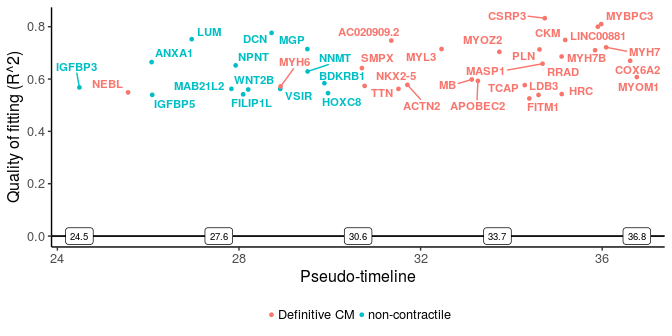 CSRP3 MYBPC3
0.8
LUM AC020909.2 CKM LINC00881
DCN MGP MYOZ2
ANXA1 NPNT MYL3 PLN MYH7B MYH7
IGFBP3 MYH6 NNMT SMPX MASP1 RRAD COX6A2
0.6
NEBL MAB21L2 WNT2B BDKRB1 NKX2-5 MB TCAP LDB3 HRC MYOM1
IGFBP5 FILIP1L VSIR HOXC8 TTN ACTN2 APOBEC2 FITM1
0.4
0.2
0.0
Quality of fitting (R^2)
24.5 27.6 30.6 33.7 36.8
24 28 32 36
Pseudo-timeline
Definitive CM non-contractile